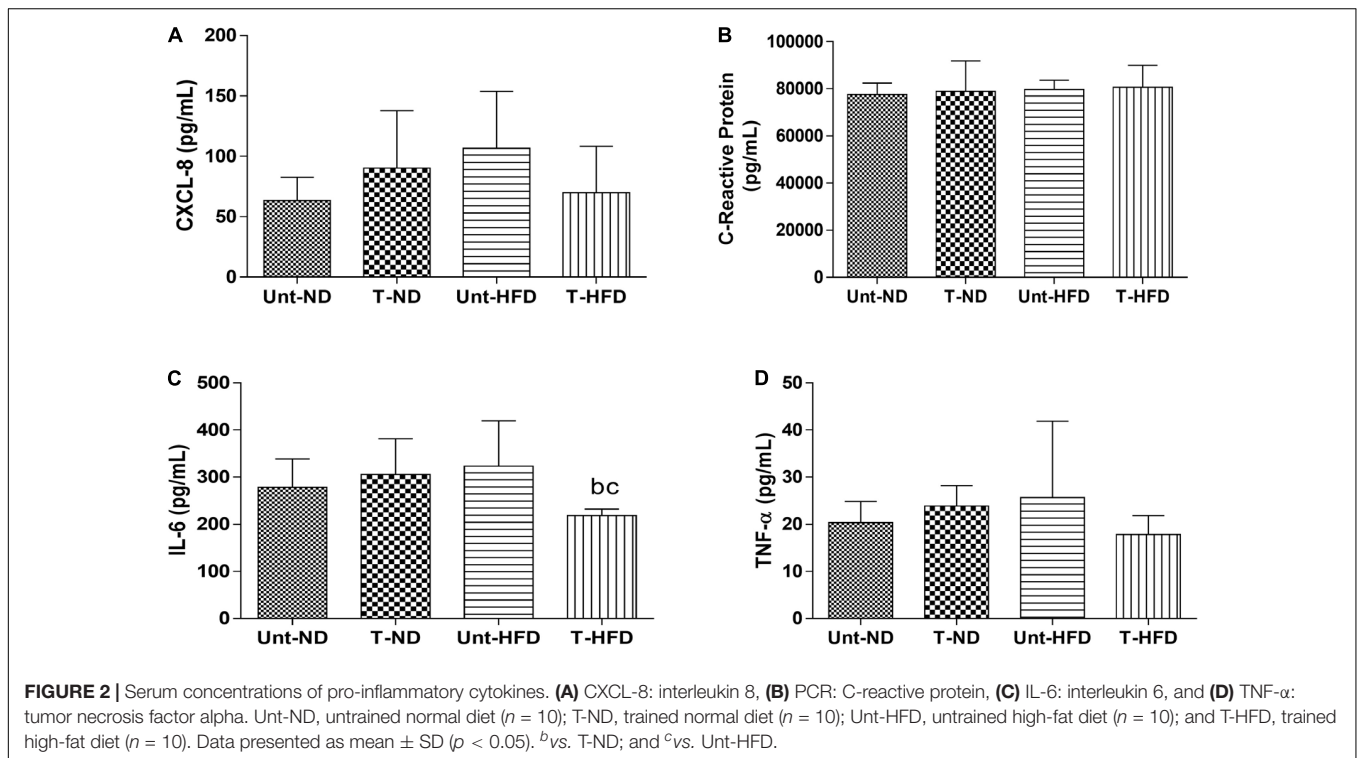 A
200
150
100
50
0
CXCL-8 (pg/mL)
Unt-ND T-ND Unt-HFD T-HFD
B
100000
80000
60000
40000
20000
0
C-Reactive Protein
(pg/mL)
Unt-ND T-ND Unt-HFD T-HFD
C
500
400
300
200
100
0
IL-6 (pg/mL)
bc
Unt-ND T-ND Unt-HFD T-HFD
D
50
40
30
20
10
0
TNF-α (pg/mL)
Unt-ND T-ND Unt-HFD T-HFD
FIGURE 2 | Serum concentrations of pro-inflammatory cytokines. (A) CXCL-8: interleukin 8, (B) PCR: C-reactive protein, (C) IL-6: interleukin 6, and (D) TNF-α:
tumor necrosis factor alpha. Unt-ND, untrained normal diet (n = 10); T-ND, trained normal diet (n = 10); Unt-HFD, untrained high-fat diet (n = 10); and T-HFD, trained
high-fat diet (n = 10). Data presented as mean ± SD (p < 0.05). b vs. T-ND; and c vs. Unt-HFD.